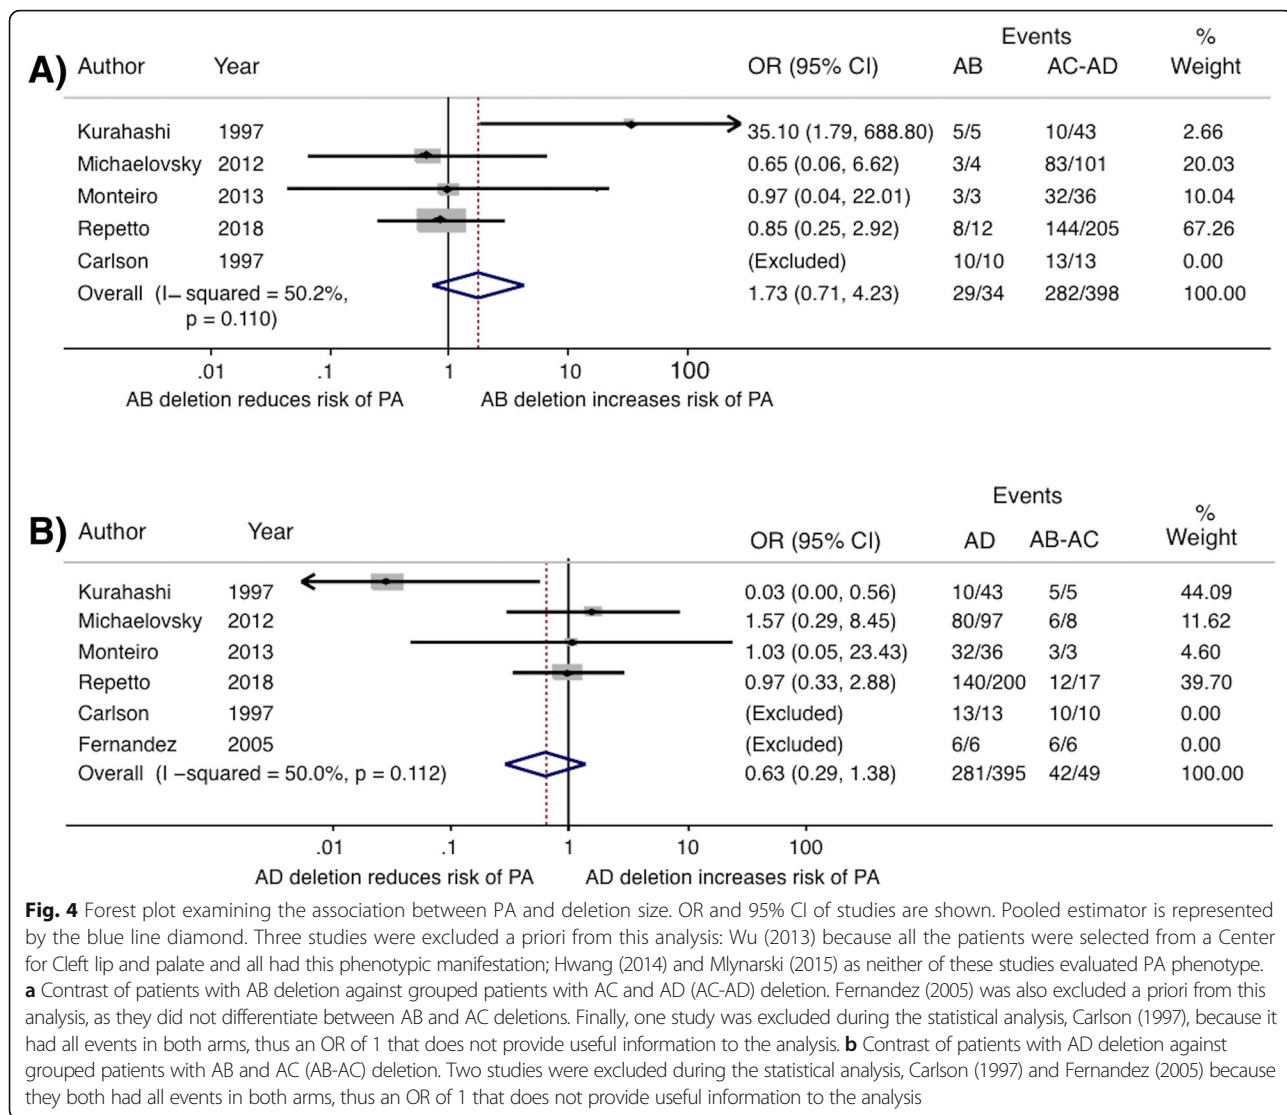 Events %
A) Author Year OR (95% CI) AB AC-AD Weight
Kurahashi 1997 35.10 (1.79, 688.80) 5/5 10/43 2.66
Michaelovsky 2012 0.65 (0.06, 6.62) 3/4 83/101 20.03
Monteiro 2013 0.97 (0.04, 22.01) 3/3 32/36 10.04
Repetto 2018 0.85 (0.25, 2.92) 8/12 144/205 67.26
Carlson 1997 (Excluded) 10/10 13/13 0.00
Overall (I– squared = 50.2%, 1.73 (0.71, 4.23) 29/34 282/398 100.00
p = 0.110)
.01 .1 1 10 100
AB deletion reduces risk of PA AB deletion increases risk of PA
Events
%
B) Author Year OR (95% CI) AD AB-AC Weight
Kurahashi 1997 0.03 (0.00, 0.56) 10/43 5/5 44.09
Michaelovsky 2012 1.57 (0.29, 8.45) 80/97 6/8 11.62
Monteiro 2013 1.03 (0.05, 23.43) 32/36 3/3 4.60
Repetto 2018 0.97 (0.33, 2.88) 140/200 12/17 39.70
Carlson 1997 (Excluded) 13/13 10/10 0.00
Fernandez 2005 (Excluded) 6/6 6/6 0.00
Overall (I –squared = 50.0%, p = 0.112) 0.63 (0.29, 1.38) 281/395 42/49 100.00
.01 .1 1 10 100
AD deletion reduces risk of PA AD deletion increases risk of PA
Fig. 4 Forest plot examining the association between PA and deletion size. OR and 95% CI of studies are shown. Pooled estimator is represented
by the blue line diamond. Three studies were excluded a priori from this analysis: Wu (2013) because all the patients were selected from a Center
for Cleft lip and palate and all had this phenotypic manifestation; Hwang (2014) and Mlynarski (2015) as neither of these studies evaluated PA phenotype.
a Contrast of patients with AB deletion against grouped patients with AC and AD (AC-AD) deletion. Fernandez (2005) was also excluded a priori from this
analysis, as they did not differentiate between AB and AC deletions. Finally, one study was excluded during the statistical analysis, Carlson (1997), because it
had all events in both arms, thus an OR of 1 that does not provide useful information to the analysis. b Contrast of patients with AD deletion against
grouped patients with AB and AC (AB-AC) deletion. Two studies were excluded during the statistical analysis, Carlson (1997) and Fernandez (2005) because
they both had all events in both arms, thus an OR of 1 that does not provide useful information to the analysis